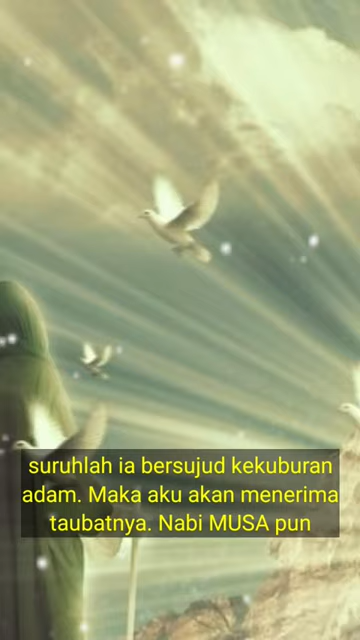 suruhlah ia bersujud kekuburan
adam. Maka aku akan menerima
taubatnya. Nabi MUSA pun